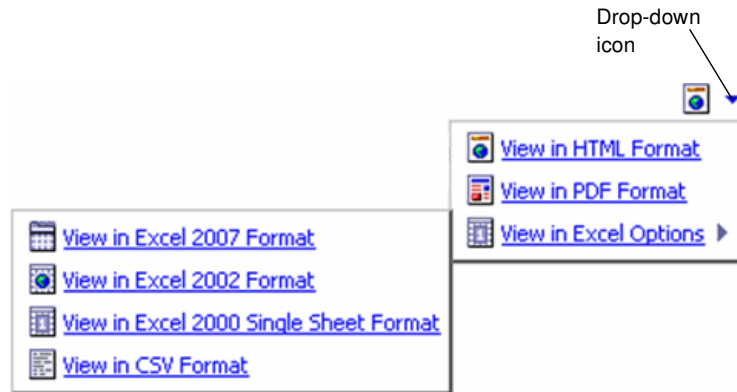 Drop-down
icon
View in HTML Format
View in PDF Format
View in Excel Options
View in Excel 2007 Format
View in Excel 2002 Format
View in Excel 2000 Single Sheet Format
View in CSV Format